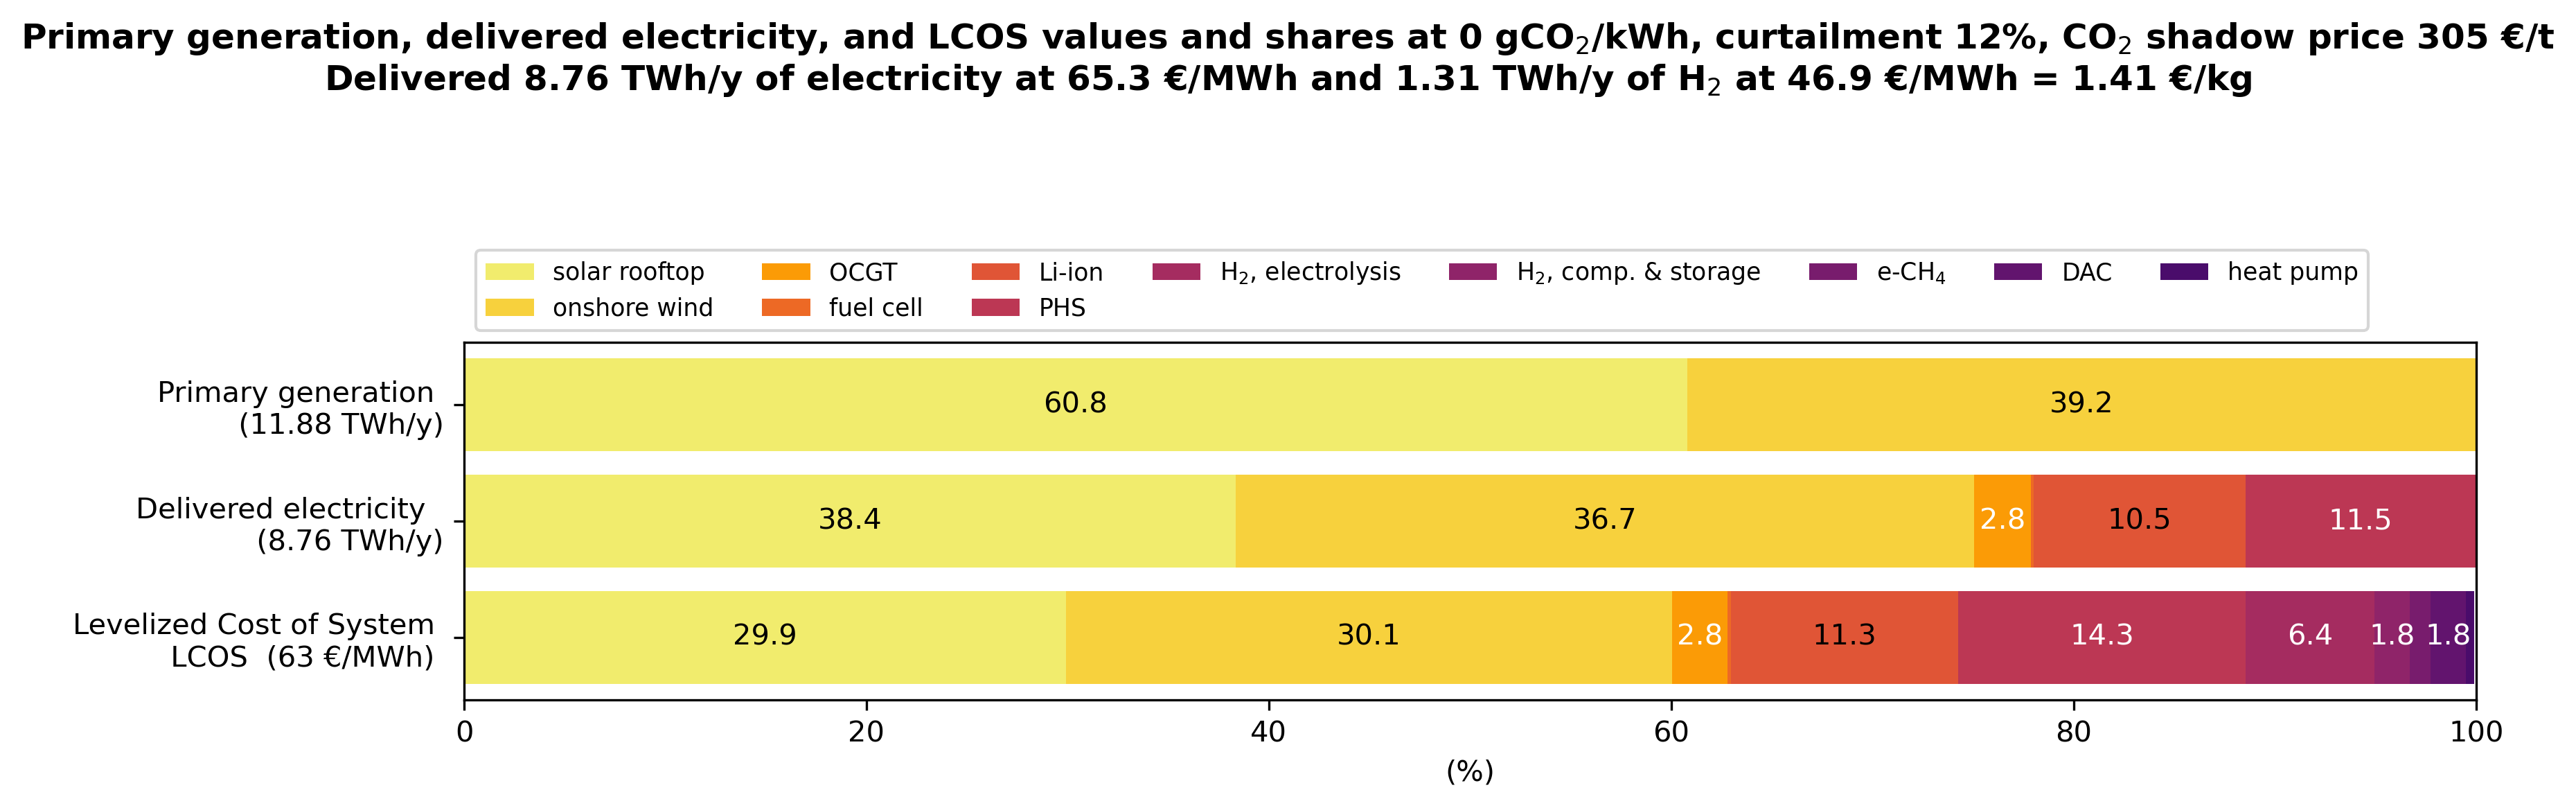 Primary generation, delivered electricity, and LCOS values and shares at 0 gCO₂/kWh, curtailment 12%, CO₂ shadow price 305 €/t
Delivered 8.76 TWh/y of electricity at 65.3 €/MWh and 1.31 TWh/y of H₂ at 46.9 €/MWh = 1.41 €/kg
solar rooftop OCGT Li-ion H₂, electrolysis H₂, comp. & storage e-CH₄ DAC heat pump
onshore wind fuel cell PHS
Primary generation
(11.88 TWh/y)
60.8 39.2
Delivered electricity
(8.76 TWh/y)
38.4 36.7 2.8 10.5 11.5
Levelized Cost of System
LCOS (63 €/MWh)
29.9 30.1 2.8 11.3 14.3 6.4 1.8 1.8
0 20 40 60 80 100
(%)